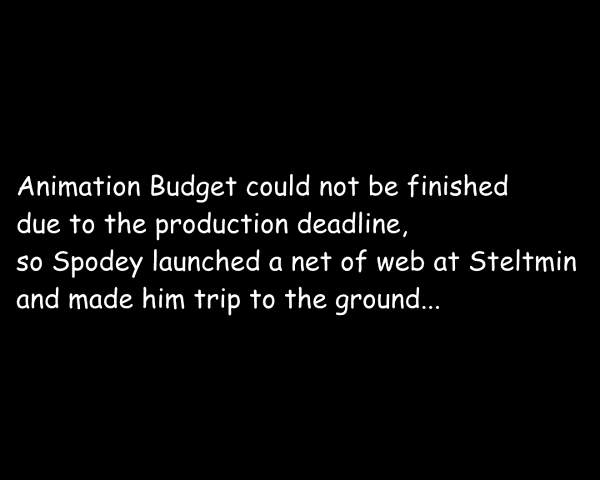 Animation Budget could not be finished
due to the production deadline,
so Spodey launched a net of web at Steltmin
and made him trip to the ground...